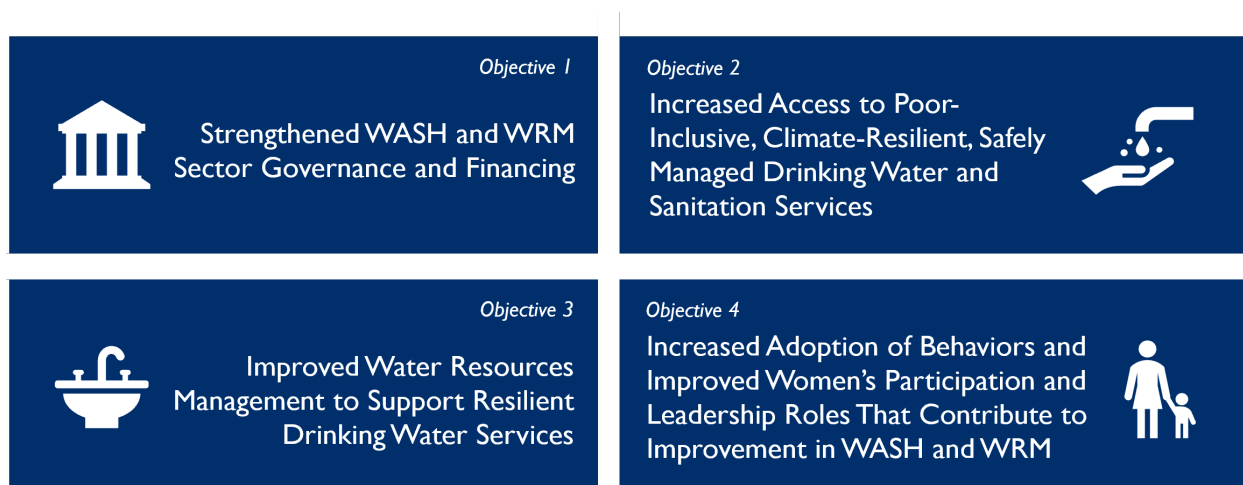 Objective 1
Strengthened WASH and WRM
Sector Governance and Financing
Objective 2
Increased Access to Poor-
Inclusive, Climate-Resilient, Safely
Managed Drinking Water and
Sanitation Services
Objective 3
Improved Water Resources
Management to Support Resilient
Drinking Water Services
Objective 4
Increased Adoption of Behaviors and
Improved Women's Participation and
Leadership Roles That Contribute to
Improvement in WASH and WRM